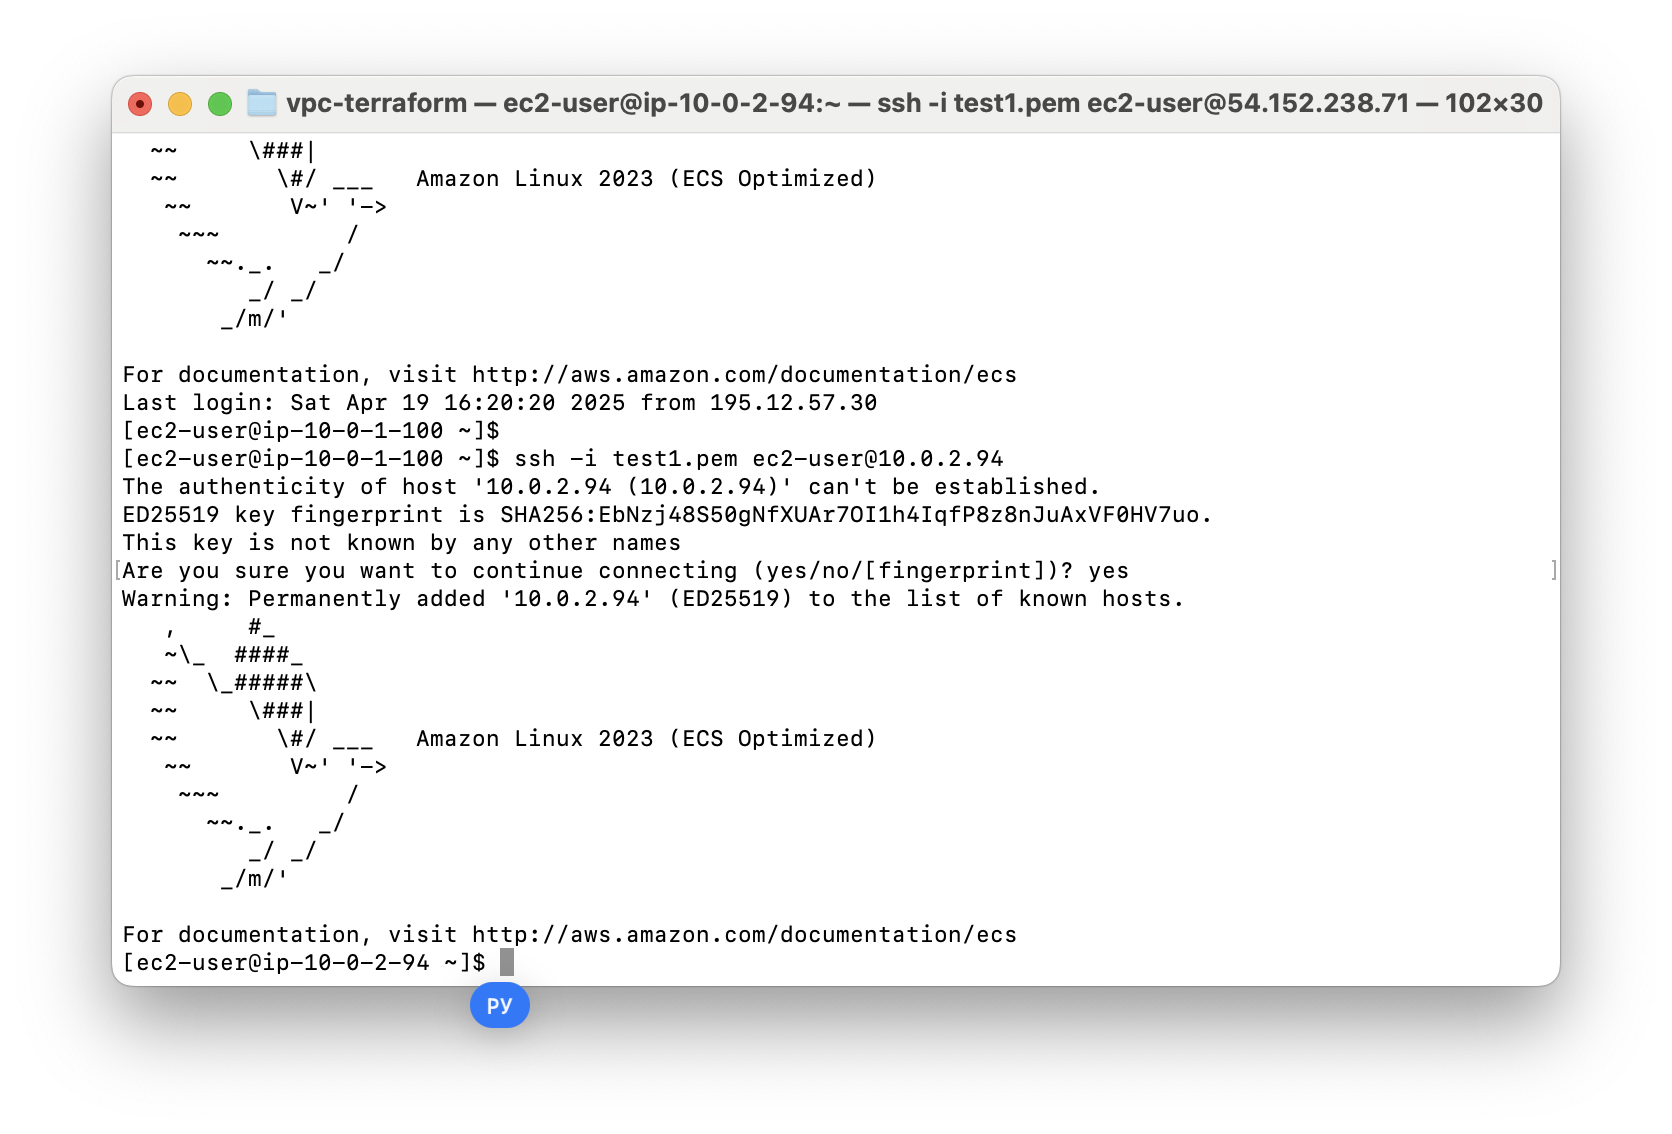 vpc-terraform — ec2-user@ip-10-0-2-94:~ — ssh -i test1.pem ec2-user@54.152.238.71 — 102×30
  ~~     \###|
  ~~       \#/ ___   Amazon Linux 2023 (ECS Optimized)
   ~~       V~' '->
    ~~~         /
      ~~._.   _/
         _/ _/
       _/m/'
For documentation, visit http://aws.amazon.com/documentation/ecs
Last login: Sat Apr 19 16:20:20 2025 from 195.12.57.30
[ec2-user@ip-10-0-1-100 ~]$
[ec2-user@ip-10-0-1-100 ~]$ ssh -i test1.pem ec2-user@10.0.2.94
The authenticity of host '10.0.2.94 (10.0.2.94)' can't be established.
ED25519 key fingerprint is SHA256:EbNzj48S50gNfXUAr7OI1h4IqfP8z8nJuAxVF0HV7uo.
This key is not known by any other names
[Are you sure you want to continue connecting (yes/no/[fingerprint])? yes ]
Warning: Permanently added '10.0.2.94' (ED25519) to the list of known hosts.
   ,     #_
   ~\_  ####_
  ~~  \_#####\
  ~~     \###|
  ~~       \#/ ___   Amazon Linux 2023 (ECS Optimized)
   ~~       V~' '->
    ~~~         /
      ~~._.   _/
         _/ _/
       _/m/'
For documentation, visit http://aws.amazon.com/documentation/ecs
[ec2-user@ip-10-0-2-94 ~]$
РУ